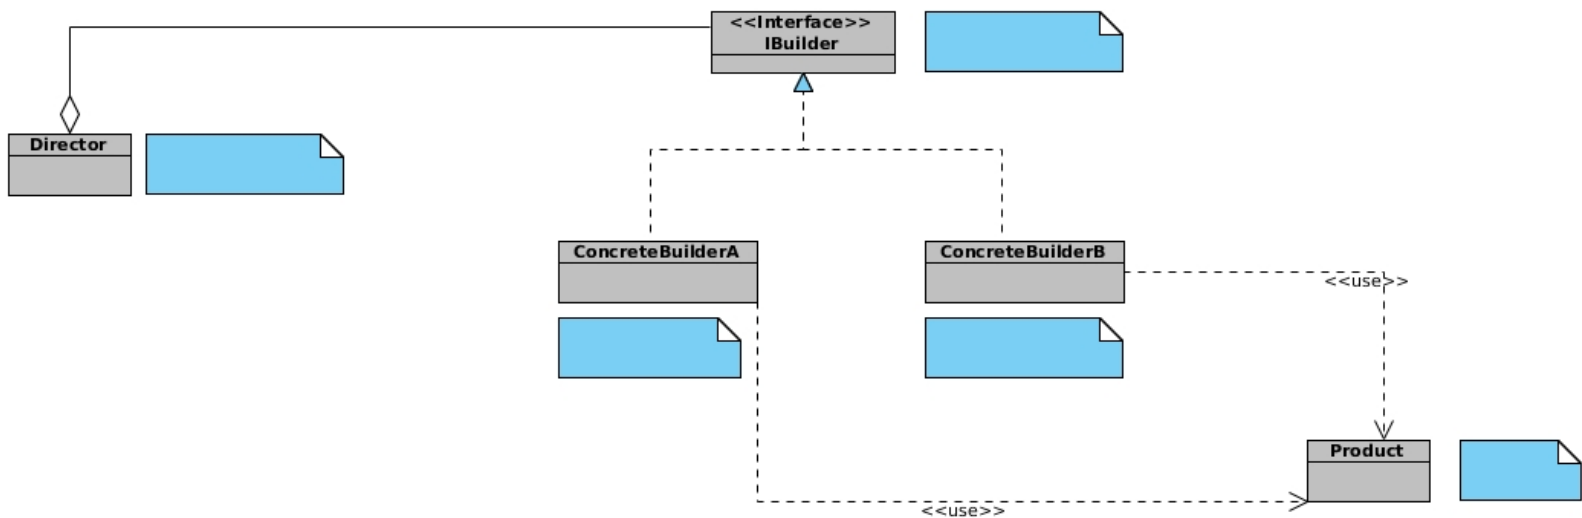 <<Interface>>
IBuilder
Director
ConcreteBuilderA
ConcreteBuilderB
<<use>>
Product
<<use>>